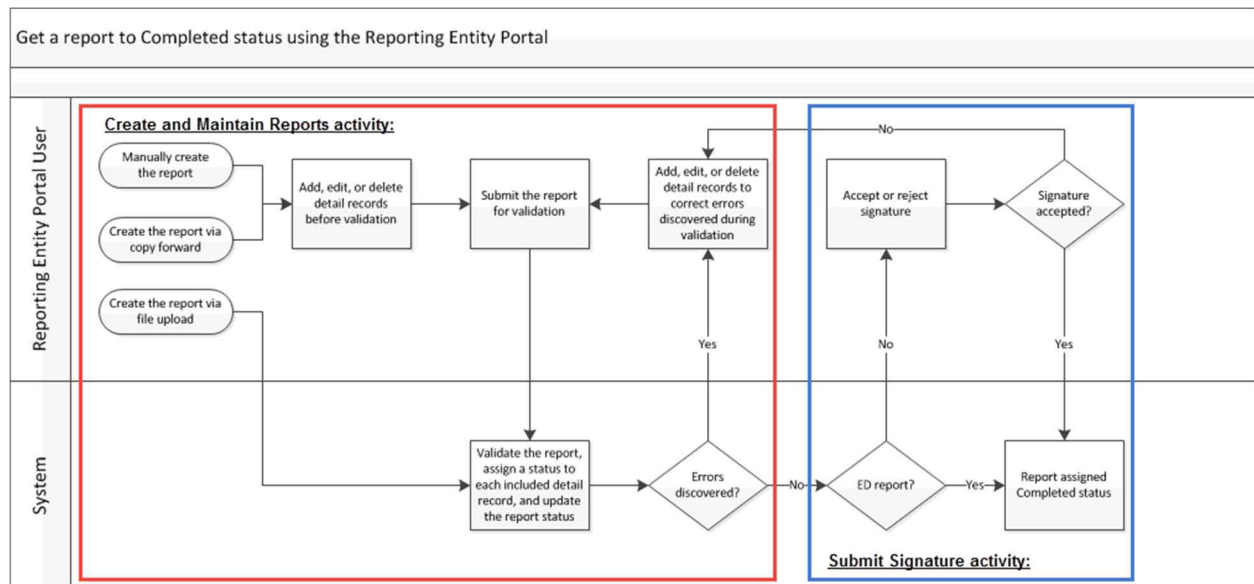 Get a report to Completed status using the Reporting Entity Portal
Reporting Entity Portal User
Create and Maintain Reports activity:
Manually create
the report
Create the report via
copy forward
Create the report via
file upload
Add, edit, or delete
detail records
before validation
Submit the report
for validation
Add, edit, or delete
detail records to
correct errors
discovered during
validation
Yes
No
Accept or reject
signature
Signature
accepted?
No
Yes
System
Validate the report,
assign a status to
each included detail
record, and update
the report status
Errors
discovered?
No
ED report?
Yes
Report assigned
Completed status
Submit Signature activity: